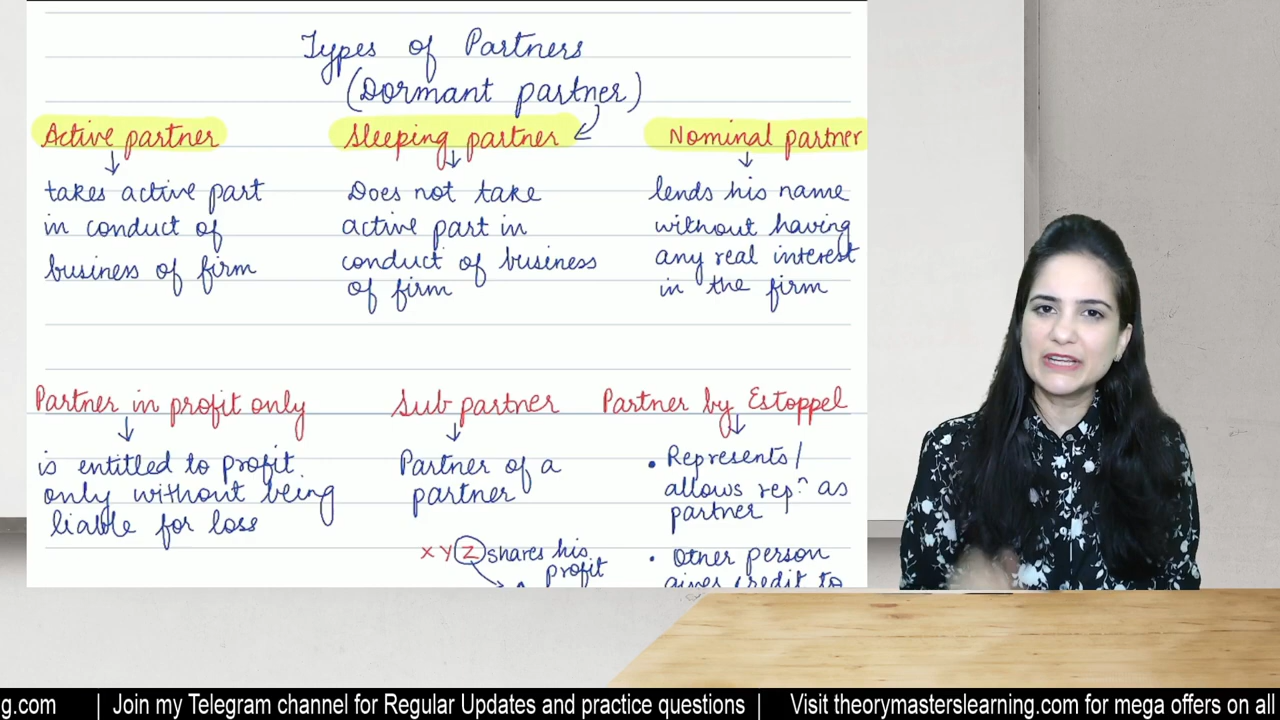 Types of Partners
(Dormant partner)
Active partner
takes active part
in conduct of
business of firm
Sleeping partner
Does not take
active part in
conduct of business
of firm
Nominal partner
lends his name
without having
any real interest
in the firm
Partner in profit only
is entitled to profit
only without being
liable for loss
Sub partner
Partner of a
partner
X Y Z shares his
profit
Partner by Estoppel
• Represents/
allows repⁿ as
partner
• Other person
gives credit to
g.com | Join my Telegram channel for Regular Updates and practice questions | Visit theorymasterslearning.com for mega offers on all